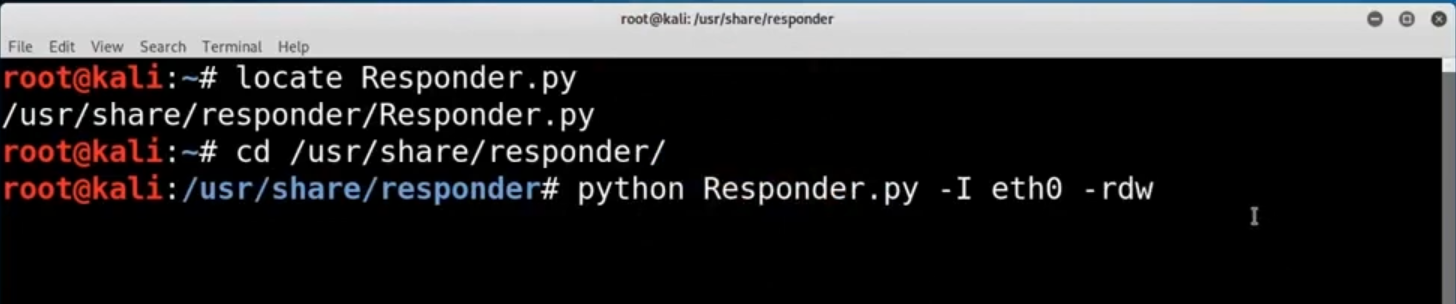 root@kali: /usr/share/responder
File Edit View Search Terminal Help
root@kali:~# locate Responder.py
/usr/share/responder/Responder.py
root@kali:~# cd /usr/share/responder/
root@kali:/usr/share/responder# python Responder.py -I eth0 -rdw